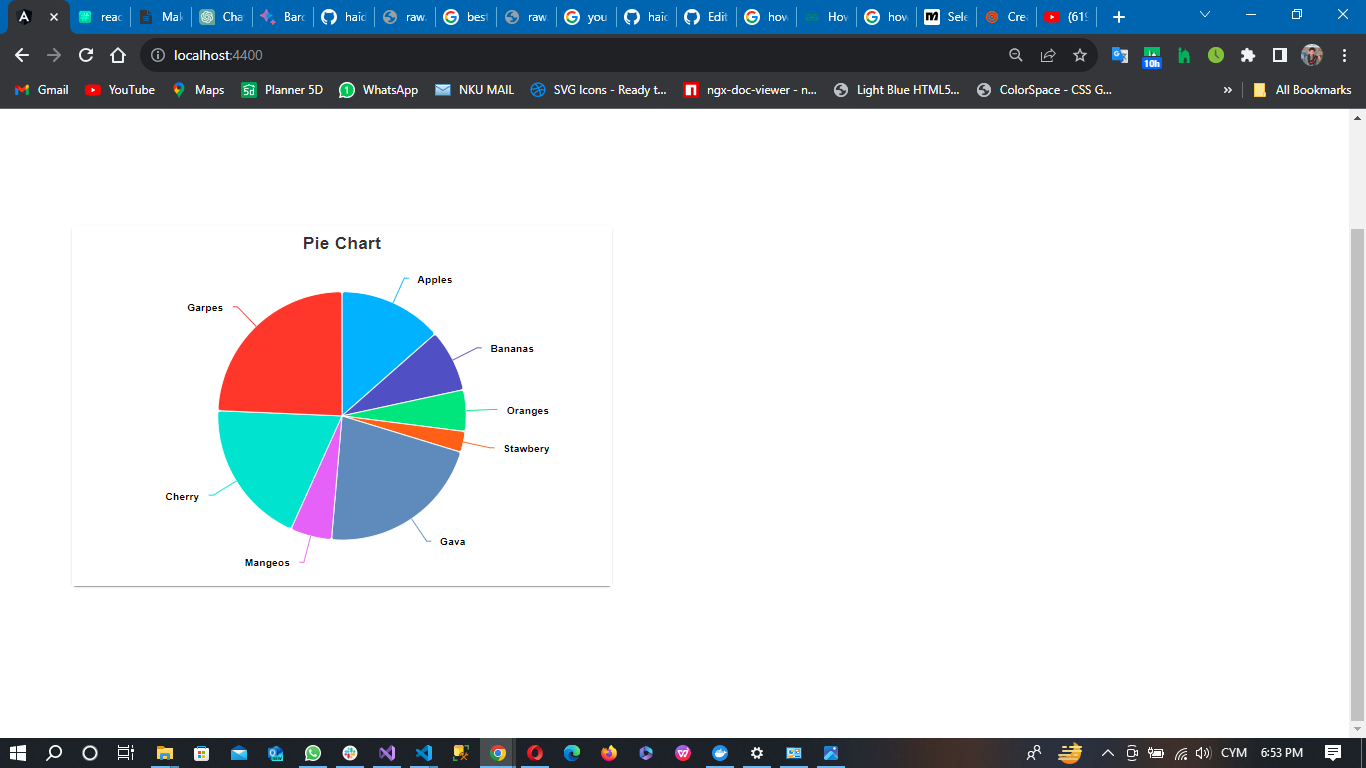 reac
Mak
Cha
Barc
haid
raw.
best
raw.
you
haic
Edit
how
How
how
Sele
Cre
(619
localhost:4400
10h
Gmail
YouTube
Maps
Planner 5D
WhatsApp
NKU MAIL
SVG Icons - Ready t...
ngx-doc-viewer - n...
Light Blue HTML5...
ColorSpace - CSS G...
»
All Bookmarks
Pie Chart
Apples
Garpes
Bananas
Oranges
Stawbery
Cherry
Gava
Mangeos
CYM
6:53 PM